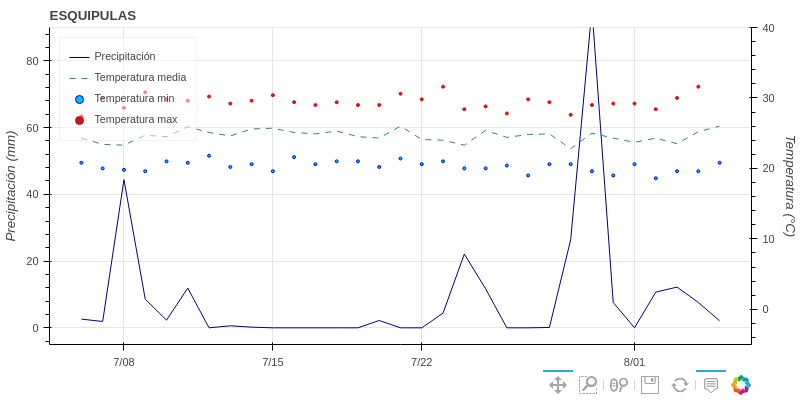 ESQUIPULAS
Precipitación
Temperatura media
Temperatura min
Temperatura max
Precipitación (mm)
80
60
40
20
0
Temperatura (°C)
40
30
20
10
0
7/08
7/15
7/22
8/01